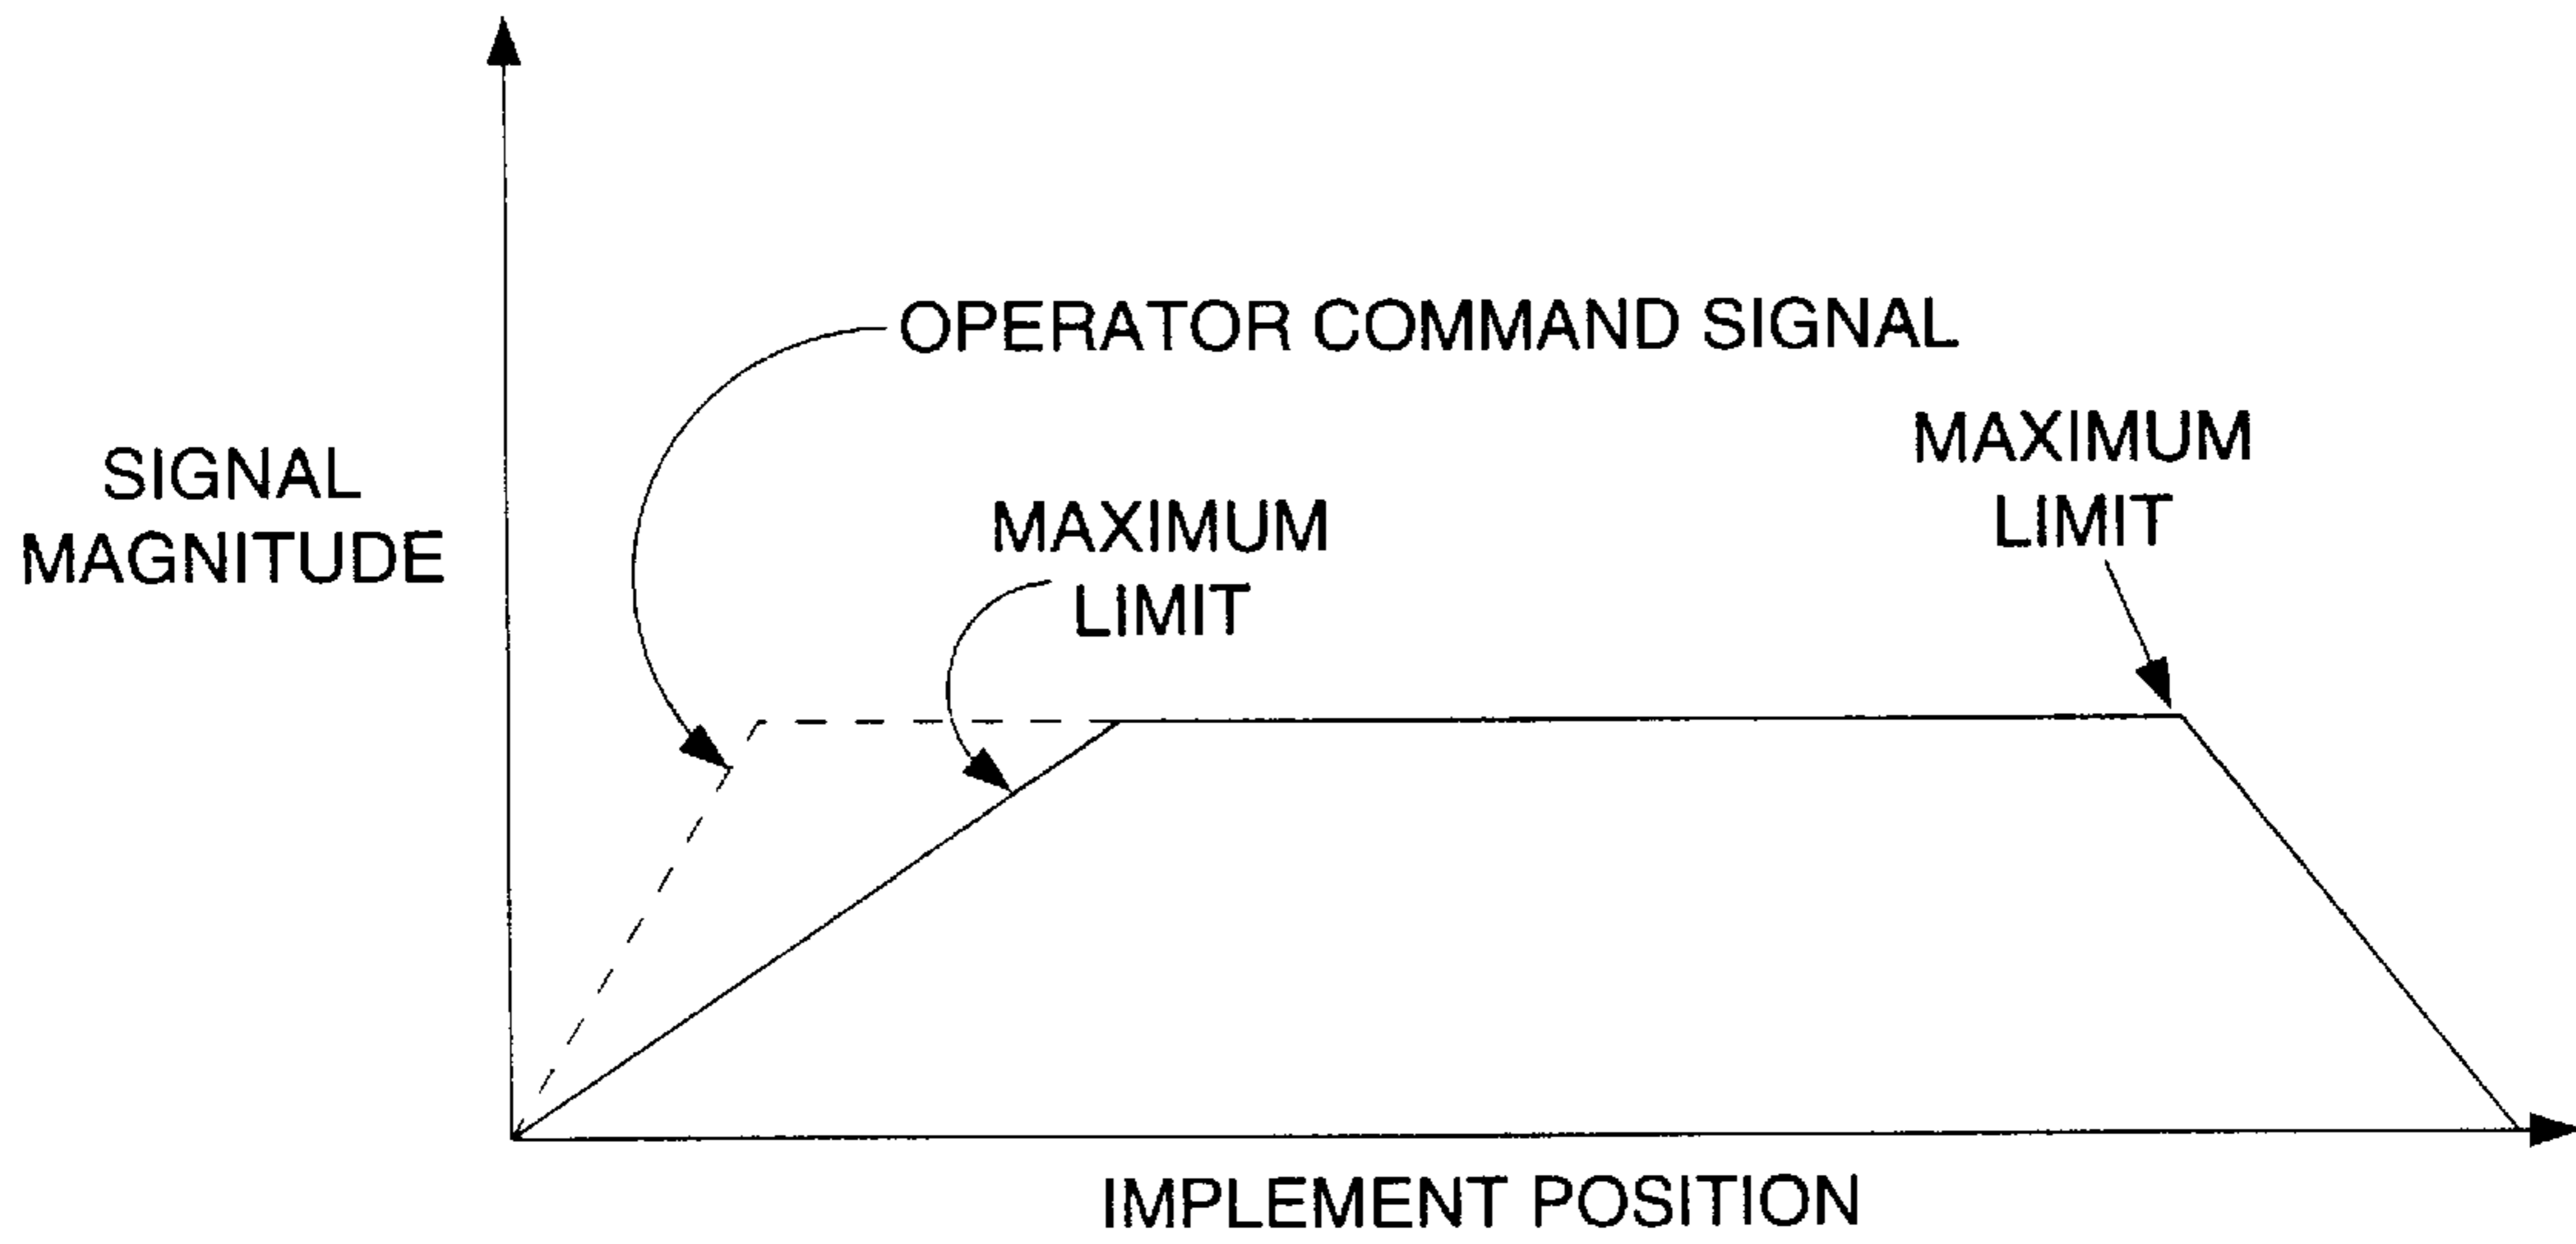 OPERATOR COMMAND SIGNAL
MAXIMUM
LIMIT
SIGNAL
MAGNITUDE
MAXIMUM
LIMIT
IMPLEMENT POSITION